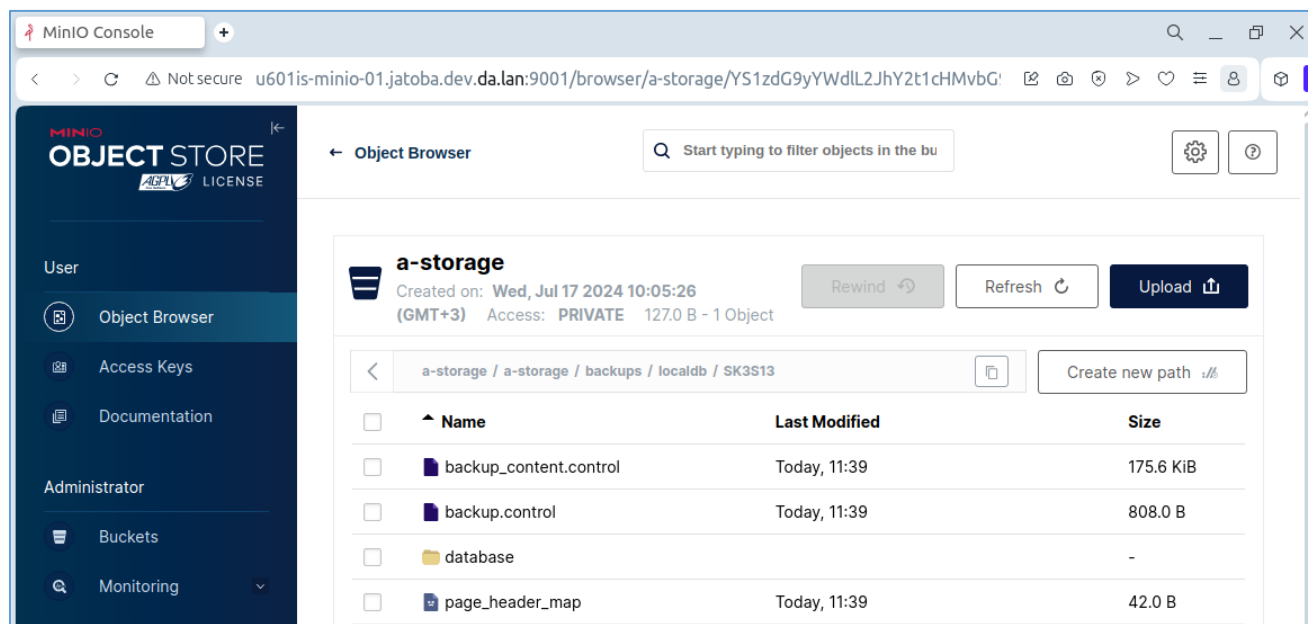 MinIO Console
Not secure u601is-minio-01.jatoba.dev.da.lan:9001/browser/a-storage/YS1zdG9yYWdlL2JhY2t1cHMvbG
MINIO
OBJECT STORE
AGPLv3 LICENSE
← Object Browser
Start typing to filter objects in the bu
User
Object Browser
Access Keys
Documentation
Administrator
Buckets
Monitoring
a-storage
Created on: Wed, Jul 17 2024 10:05:26
(GMT+3) Access: PRIVATE 127.0 B - 1 Object
Rewind
Refresh
Upload
a-storage / a-storage / backups / localdb / SK3S13
Create new path
Name Last Modified Size
backup_content.control Today, 11:39 175.6 KiB
backup.control Today, 11:39 808.0 B
database -
page_header_map Today, 11:39 42.0 B